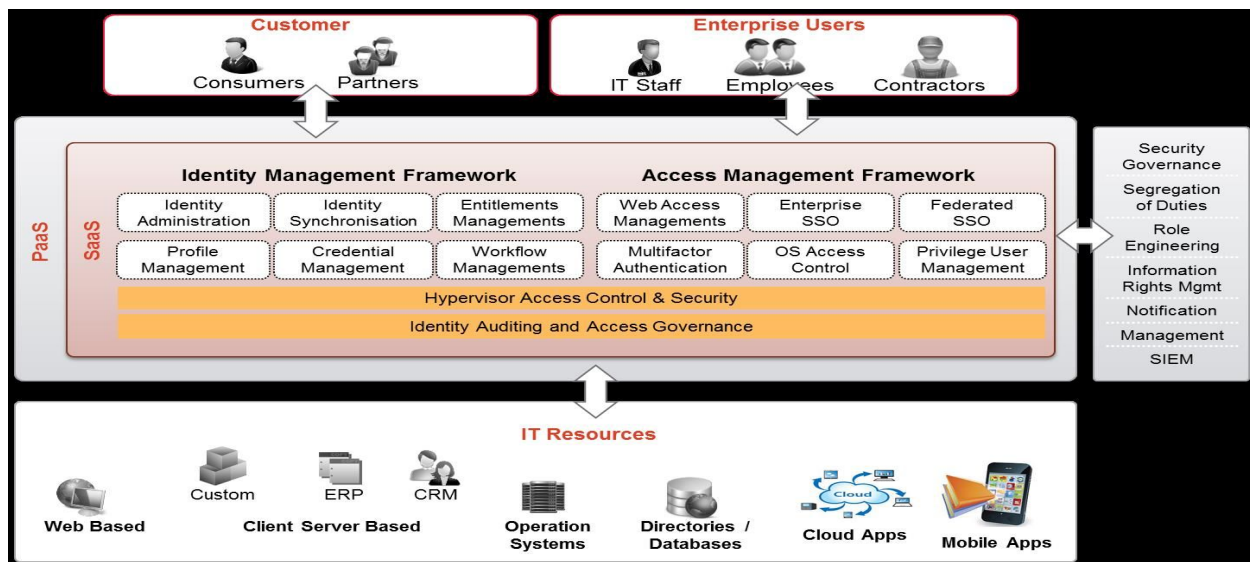 Customer
Consumers
Partners
Enterprise Users
IT Staff
Employees
Contractors
PaaS
SaaS
Identity Management Framework
Identity
Administration
Identity
Synchronisation
Entitlements
Managements
Profile
Management
Credential
Management
Workflow
Managements
Access Management Framework
Web Access
Managements
Enterprise
SSO
Federated
SSO
Multifactor
Authentication
OS Access
Control
Privilege User
Management
Hypervisor Access Control & Security
Identity Auditing and Access Governance
Security
Governance
Segregation
of Duties
Role
Engineering
Information
Rights Mgmt
Notification
Management
SIEM
IT Resources
Web Based
Custom
ERP
CRM
Client Server Based
Operation
Systems
Directories /
Databases
Cloud
Cloud Apps
Mobile Apps